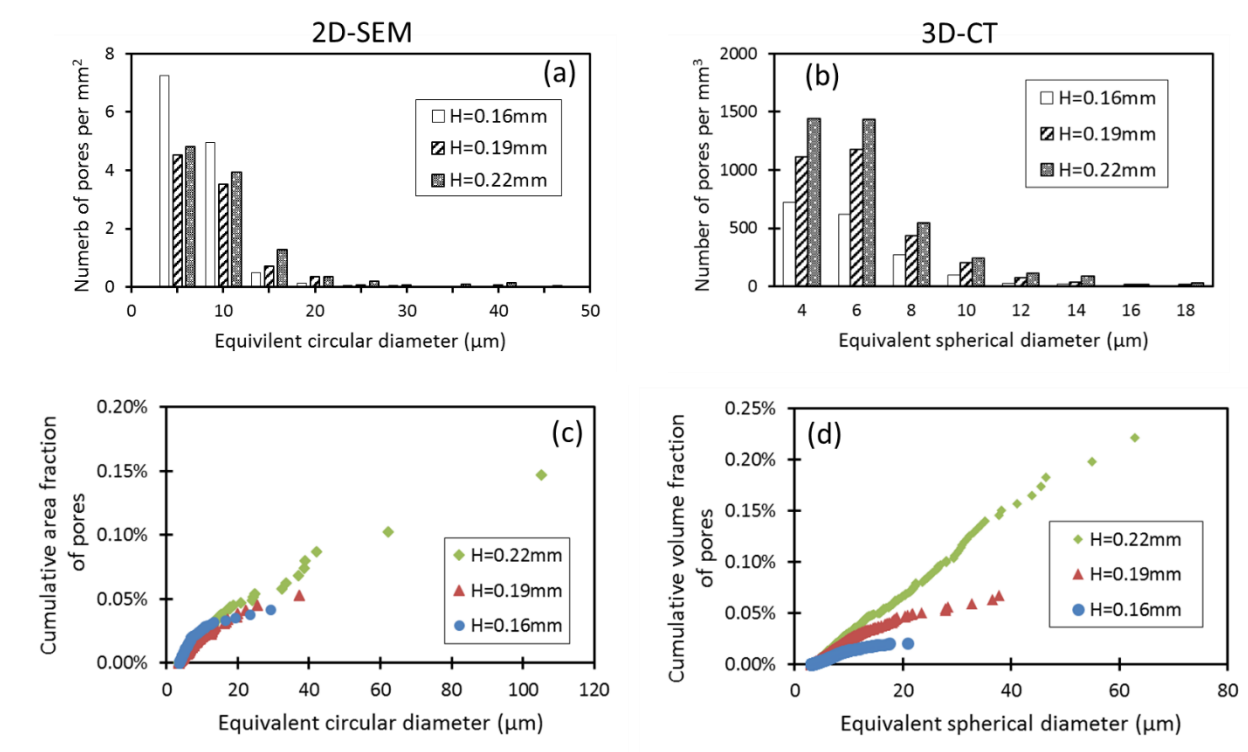 2D-SEM
3D-CT
(a)
Numerb of pores per mm²
8
6
4
2
0
H=0.16mm
H=0.19mm
H=0.22mm
0 10 20 30 40 50
Equivilent circular diameter (µm)
(b)
Number of pores per mm³
2000
1500
1000
500
0
H=0.16mm
H=0.19mm
H=0.22mm
4 6 8 10 12 14 16 18
Equivalent spherical diameter (µm)
(c)
Cumulative area fraction
of pores
0.20%
0.15%
0.10%
0.05%
0.00%
H=0.22mm
H=0.19mm
H=0.16mm
0 20 40 60 80 100 120
Equivalent circular diameter (µm)
(d)
Cumulative volume fraction
of pores
0.25%
0.20%
0.15%
0.10%
0.05%
0.00%
H=0.22mm
H=0.19mm
H=0.16mm
0 20 40 60 80
Equivalent spherical diameter (µm)